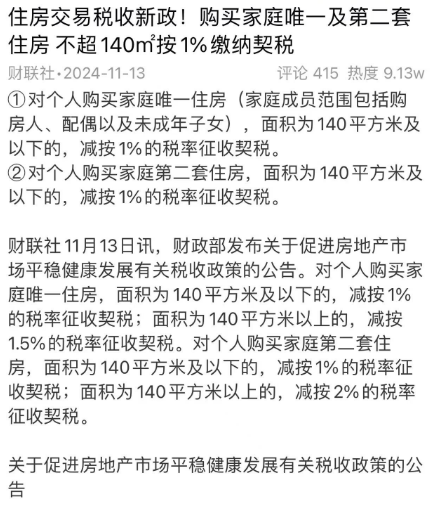 住房交易税收新政！购买家庭唯一及第二套
住房 不超140㎡按1%缴纳契税
财联社·2024-11-13 评论 415 热度 9.13w
①对个人购买家庭唯一住房（家庭成员范围包括购
房人、配偶以及未成年子女），面积为140平方米及
以下的，减按1%的税率征收契税。
②对个人购买家庭第二套住房，面积为140平方米及
以下的，减按1%的税率征收契税。
财联社11月13日讯，财政部发布关于促进房地产市
场平稳健康发展有关税收政策的公告。对个人购买家
庭唯一住房，面积为140平方米及以下的，减按1%
的税率征收契税；面积为140平方米以上的，减按
1.5%的税率征收契税。对个人购买家庭第二套住
房，面积为140平方米及以下的，减按1%的税率征
收契税；面积为140平方米以上的，减按2%的税率
征收契税。
关于促进房地产市场平稳健康发展有关税收政策的公
告